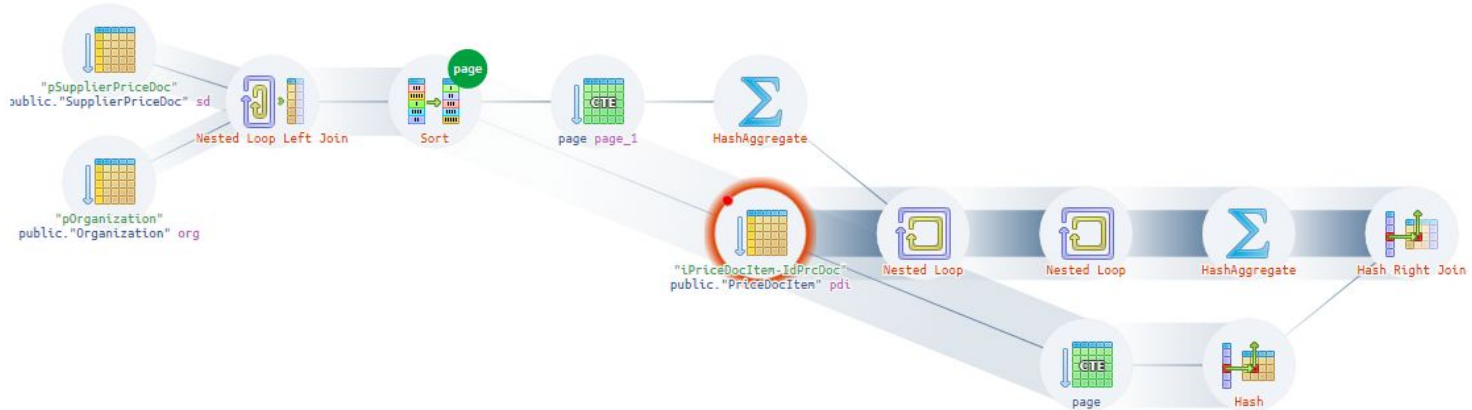 page
"pSupplierPriceDoc"
public."SupplierPriceDoc" sd
Nested Loop Left Join
Sort
CTE
page page_1
HashAggregate
"pOrganization"
public."Organization" org
"iPriceDocItem-IdPrcDoc"
public."PriceDocItem" pdi
Nested Loop
Nested Loop
HashAggregate
Hash Right Join
CTE
page
Hash